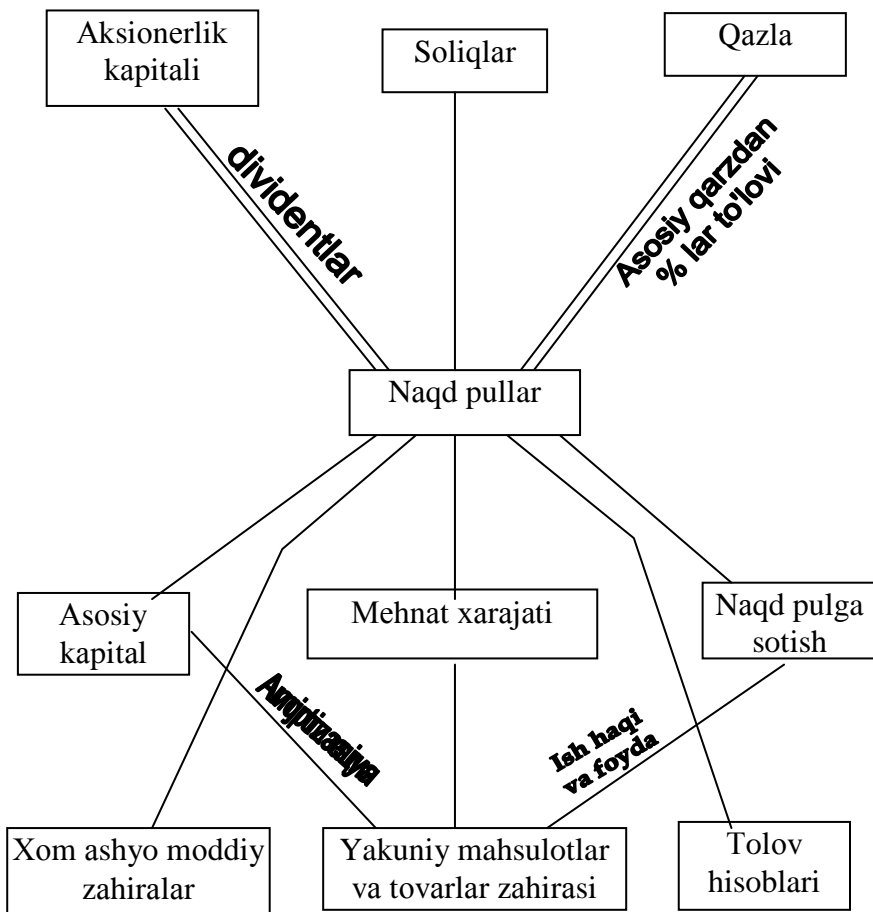 Aksionerlik
kapitali
Soliqlar
Qazla
dividentlar
Asosiy qarzdan
% lar to'lovi
Naqd pullar
Asosiy
kapital
Mehnat xarajati
Naqd pulga
sotish
Ish haqi
va foyda
Xom ashyo moddiy
zahiralar
Yakuniy mahsulotlar
va tovarlar zahirasi
Tolov
hisoblari